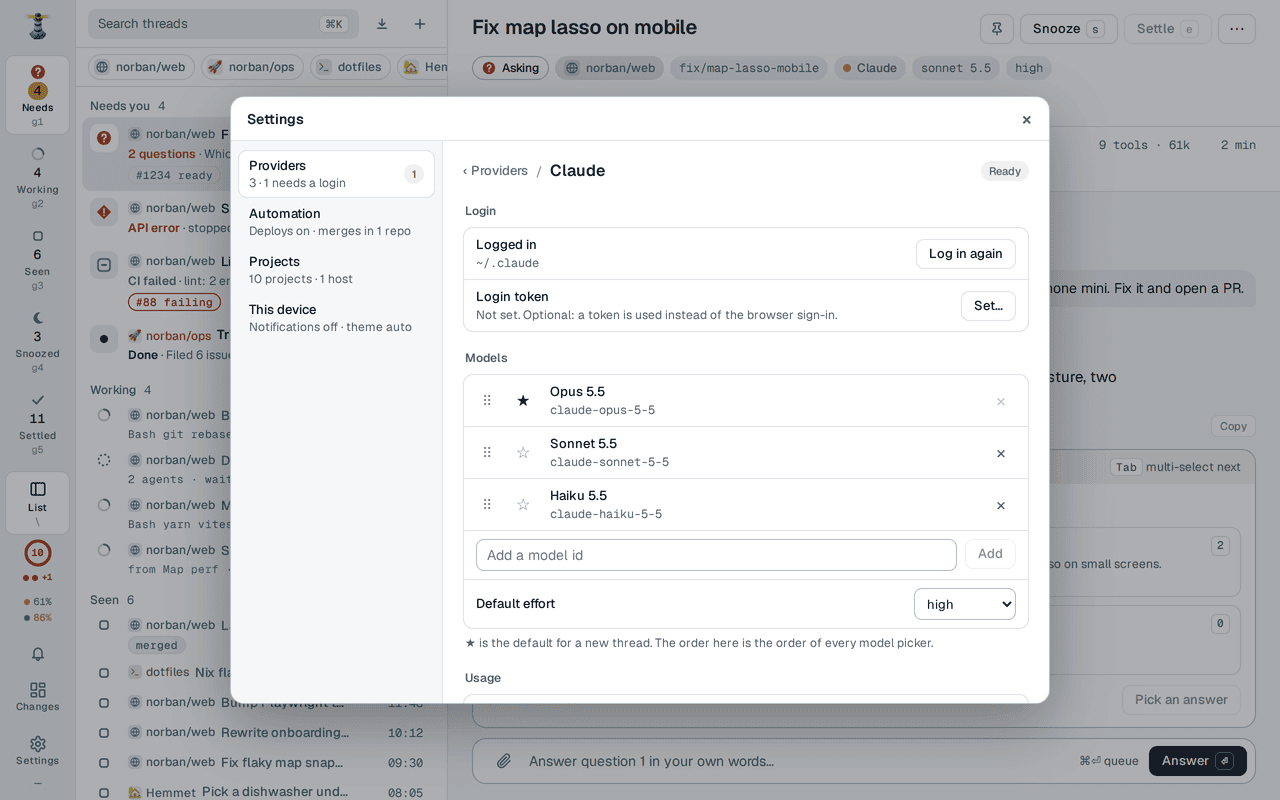 Search threads ⌘K
norban/web norban/ops dotfiles Hem
Needs you 4
4
Needs
g1
4
Working
g2
6
Seen
g3
3
Snoozed
g4
11
Settled
g5
List
\
10
+1
61%
86%
Changes
Settings
norban/web F
2 questions · Whic
#1234 ready
norban/web S
API error · stopped
norban/web Li
CI failed · lint: 2 er
#88 failing
norban/ops Tr
Done · Filed 6 issue
Working 4
norban/web B
Bash git rebase
norban/web D
2 agents · wait
norban/web M
Bash yarn vites
norban/web S
from Map perf ·
Seen 6
norban/web L
merged
dotfiles Nix fla
norban/web Bump Playwright t… 11:48
norban/web Rewrite onboarding… 10:12
norban/web Fix flaky map snap… 09:30
Hemmet Pick a dishwasher und… 08:05
Fix map lasso on mobile
Snooze s
Settle e
Asking norban/web fix/map-lasso-mobile Claude sonnet 5.5 high
9 tools · 61k 2 min
hone mini. Fix it and open a PR.
sture, two
Copy
Tab multi-select next
2
so on small screens.
0
Pick an answer
Answer question 1 in your own words…
⌘⏎ queue
Answer ⏎
Settings ×
Providers
3 · 1 needs a login
1
Automation
Deploys on · merges in 1 repo
Projects
10 projects · 1 host
This device
Notifications off · theme auto
‹ Providers / Claude Ready
Login
Logged in
~/.claude
Log in again
Login token
Not set. Optional: a token is used instead of the browser sign-in.
Set…
Models
★ Opus 5.5
claude-opus-5-5
×
☆ Sonnet 5.5
claude-sonnet-5-5
×
☆ Haiku 5.5
claude-haiku-5-5
×
Add a model id Add
Default effort high
★ is the default for a new thread. The order here is the order of every model picker.
Usage